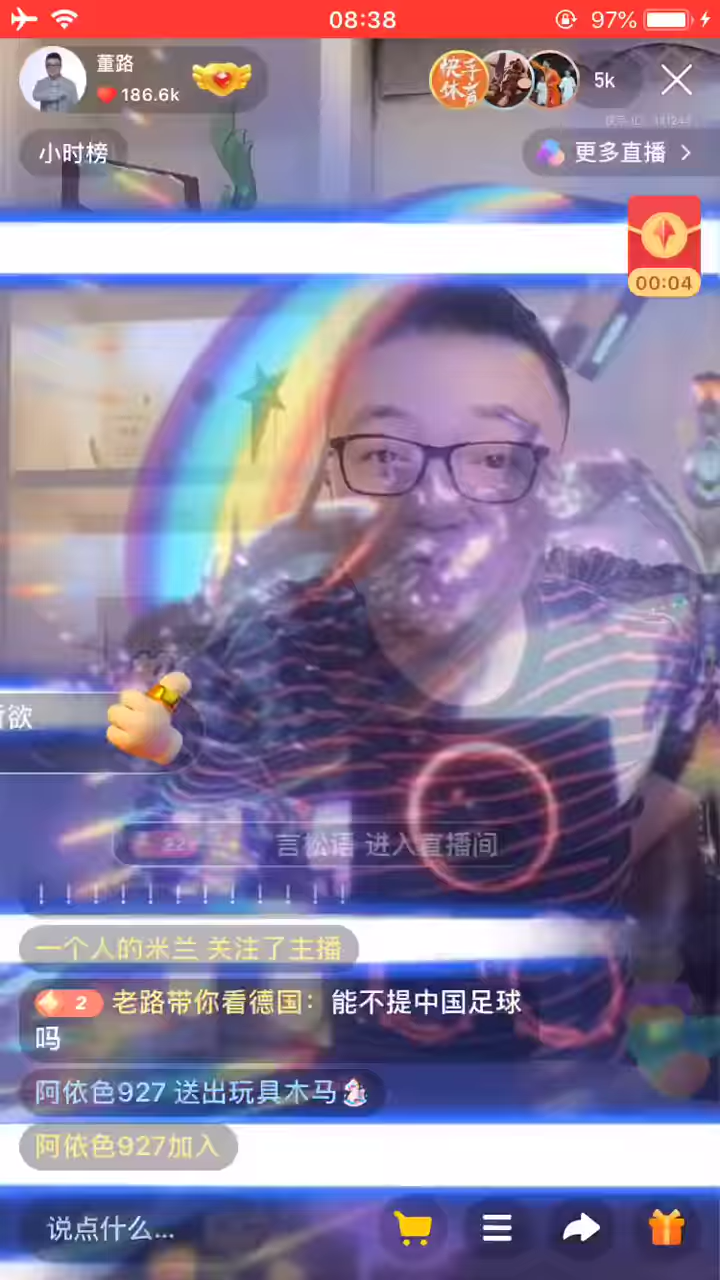 08:38
97%
董路
186.6k
快手
体育
5k
小时榜
更多直播
00:04
欲
22
言松语 进入直播间
! ! ! ! ! ! ! ! ! ! ! !
一个人的米兰 关注了主播
2 老路带你看德国：能不提中国足球
吗
阿依色927 送出玩具木马
阿依色927加入
说点什么...